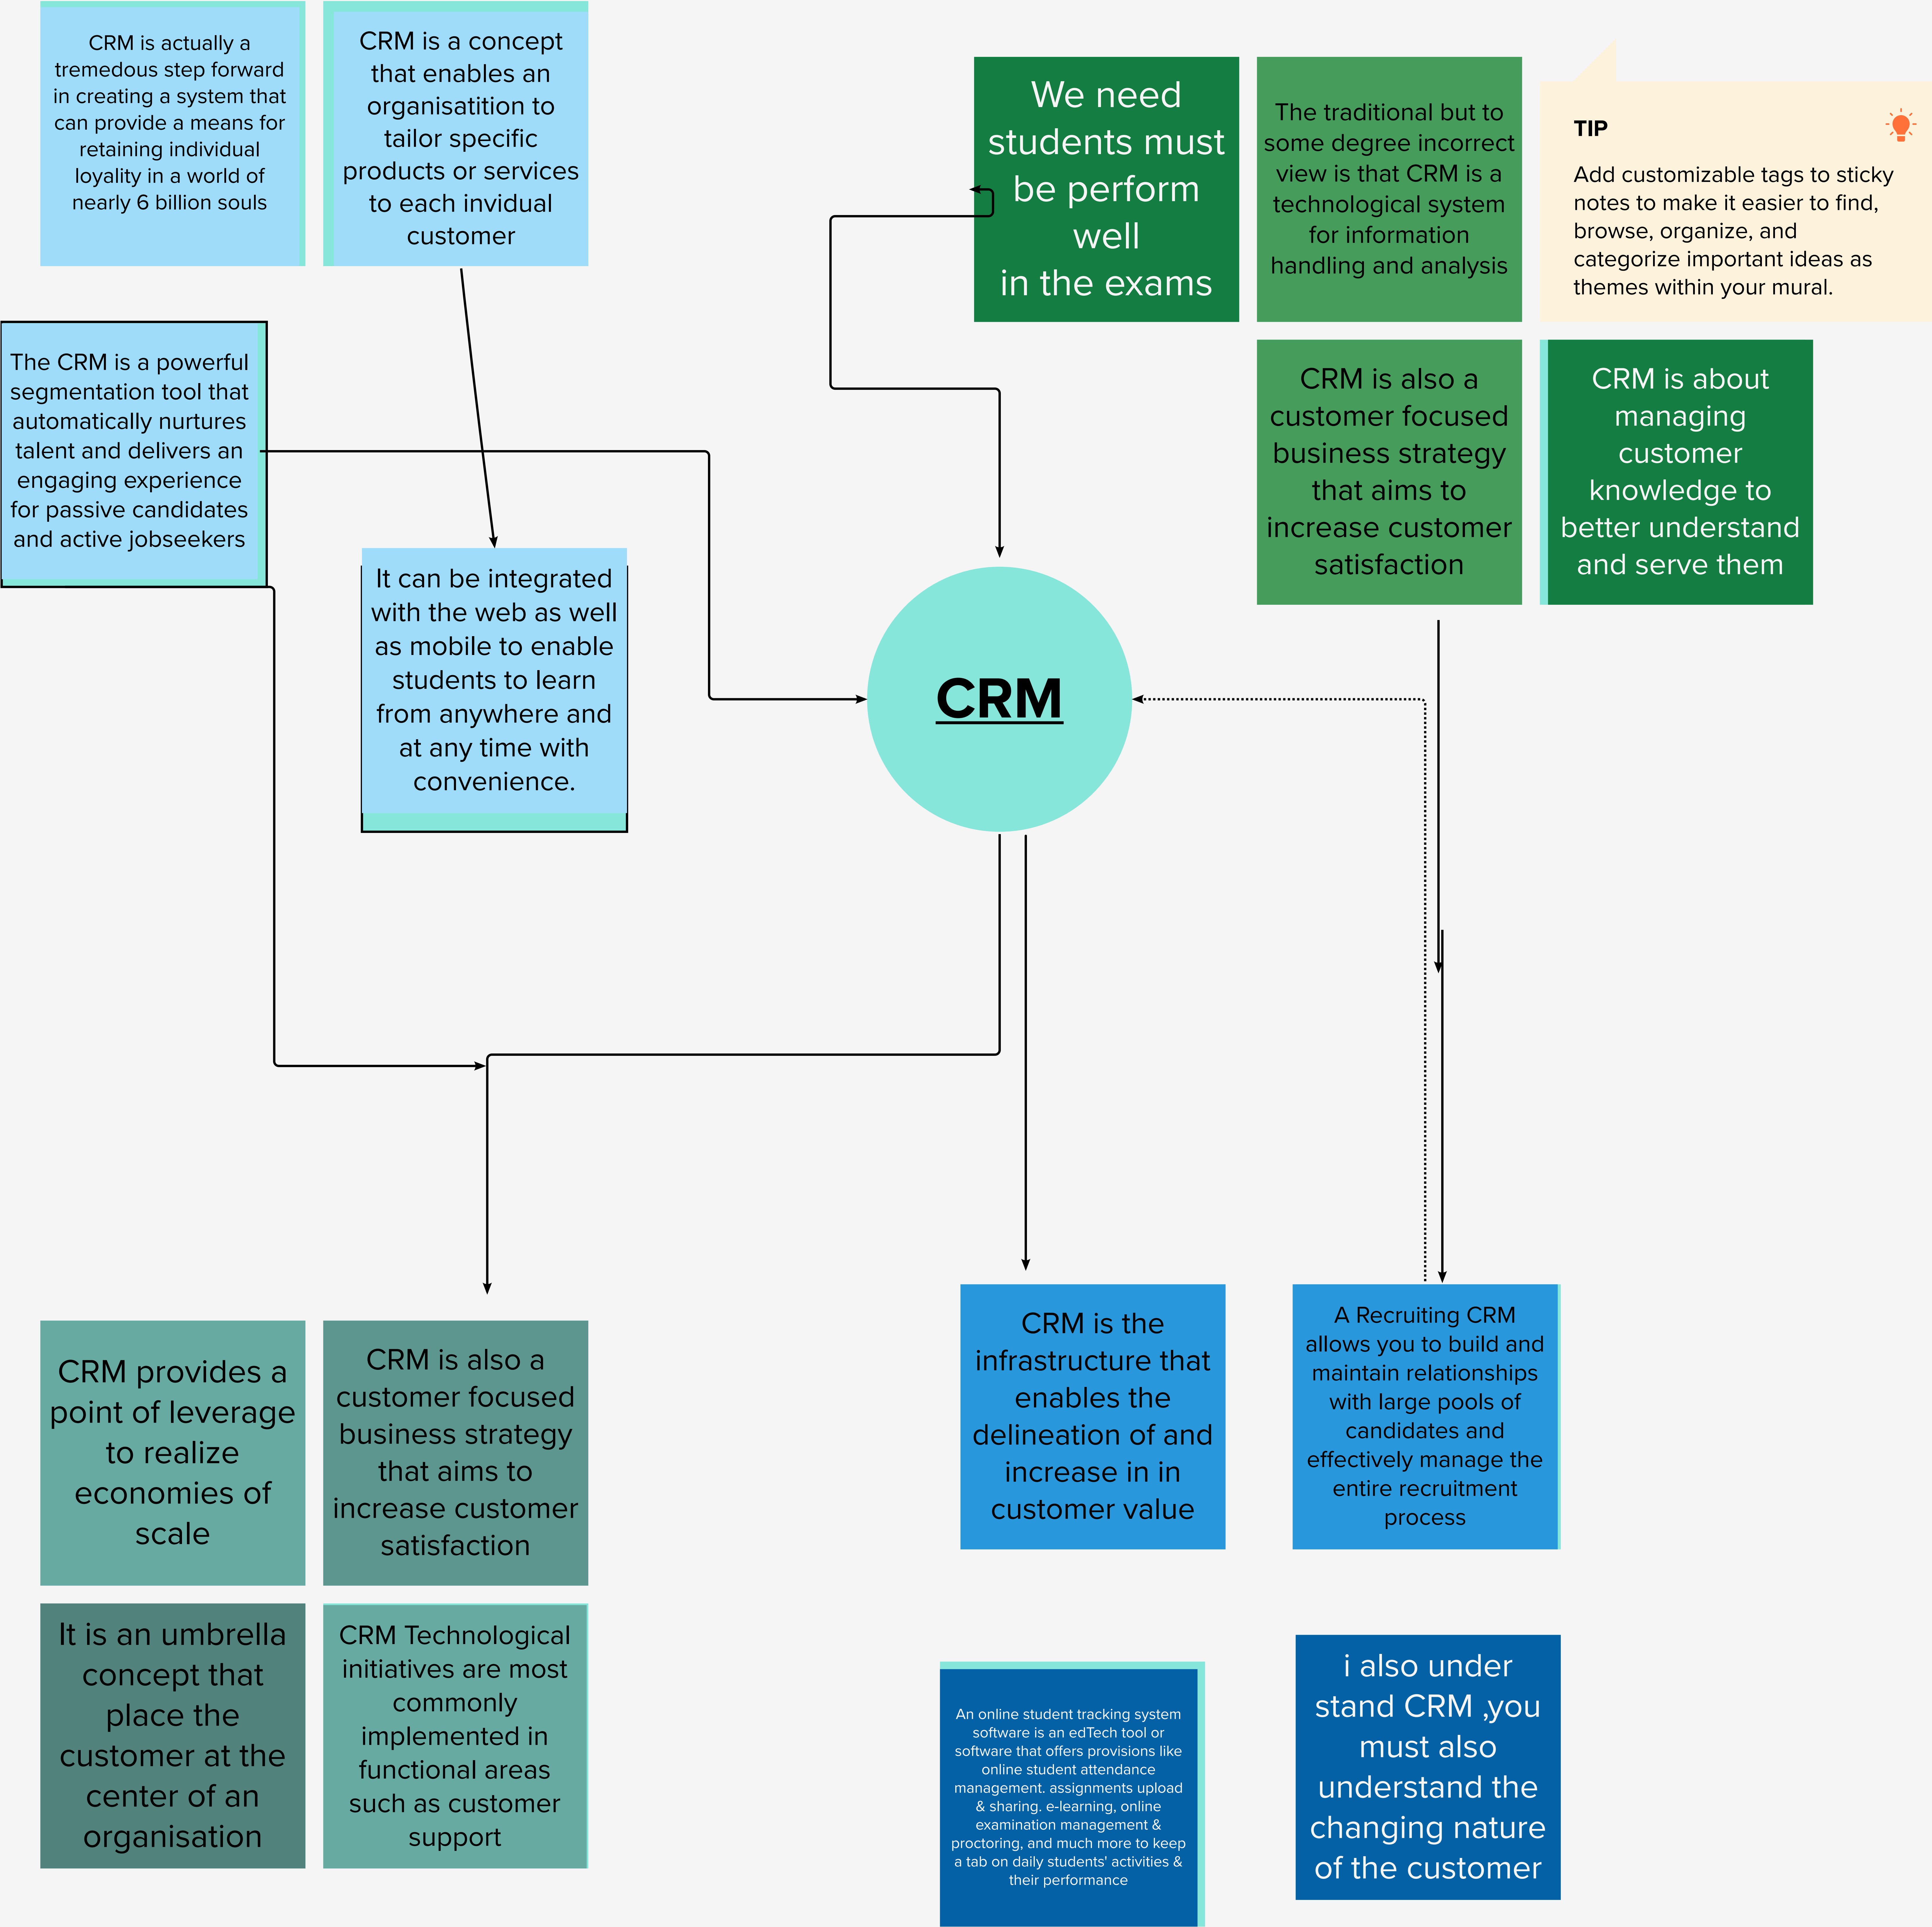 CRM is actually a
tremedous step forward
in creating a system that
can provide a means for
retaining individual
loyality in a world of
nearly 6 billion souls
CRM is a concept
that enables an
organisatition to
tailor specific
products or services
to each invidual
customer
We need
students must
be perform
well
in the exams
The traditional but to
some degree incorrect
view is that CRM is a
technological system
for information
handling and analysis
TIP
Add customizable tags to sticky
notes to make it easier to find,
browse, organize, and
categorize important ideas as
themes within your mural.
The CRM is a powerful
segmentation tool that
automatically nurtures
talent and delivers an
engaging experience
for passive candidates
and active jobseekers
CRM is also a
customer focused
business strategy
that aims to
increase customer
satisfaction
CRM is about
managing
customer
knowledge to
better understand
and serve them
It can be integrated
with the web as well
as mobile to enable
students to learn
from anywhere and
at any time with
convenience.
CRM
CRM provides a
point of leverage
to realize
economies of
scale
CRM is also a
customer focused
business strategy
that aims to
increase customer
satisfaction
CRM is the
infrastructure that
enables the
delineation of and
increase in in
customer value
A Recruiting CRM
allows you to build and
maintain relationships
with large pools of
candidates and
effectively manage the
entire recruitment
process
It is an umbrella
concept that
place the
customer at the
center of an
organisation
CRM Technological
initiatives are most
commonly
implemented in
functional areas
such as customer
support
An online student tracking system
software is an edTech tool or
software that offers provisions like
online student attendance
management. assignments upload
& sharing. e-learning, online
examination management &
proctoring, and much more to keep
a tab on daily students' activities &
their performance
i also under
stand CRM ,you
must also
understand the
changing nature
of the customer